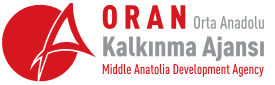 ORAN Orta Anadolu
Kalkınma Ajansı
Middle Anatolia Development Agency